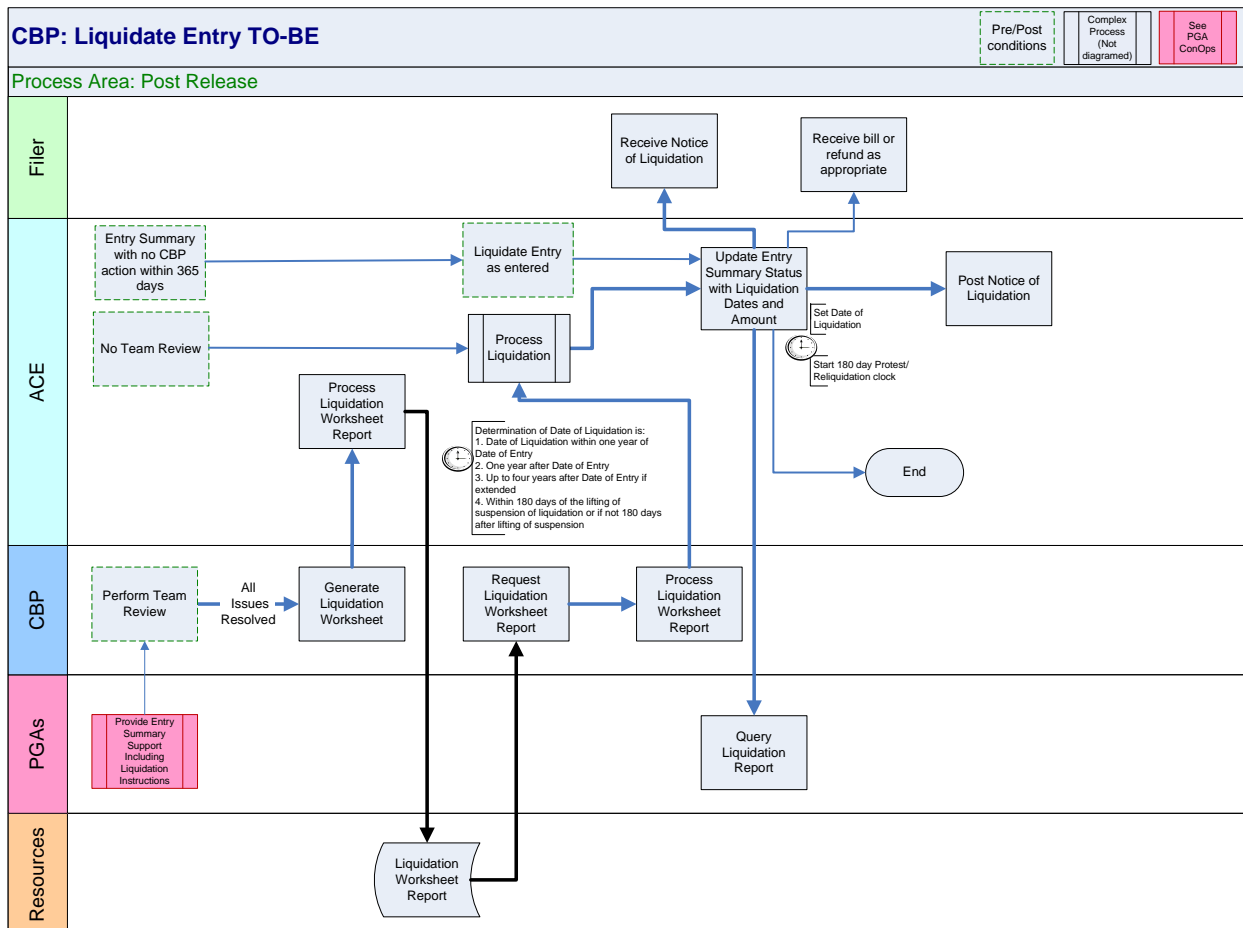 CBP: Liquidate Entry TO-BE
Pre/Post
conditions
Complex
Process
(Not
diagramed)
See
PGA
ConOps
Process Area: Post Release
Filer
Receive Notice
of Liquidation
Receive bill or
refund as
appropriate
ACE
Entry Summary
with no CBP
action within 365
days
Liquidate Entry
as entered
Update Entry
Summary Status
with Liquidation
Dates and
Amount
Post Notice of
Liquidation
Set Date of
Liquidation
Start 180 day Protest/
Reliquidation clock
No Team Review
Process
Liquidation
Process
Liquidation
Worksheet
Report
Determination of Date of Liquidation is:
1. Date of Liquidation within one year of
Date of Entry
2. One year after Date of Entry
3. Up to four years after Date of Entry if
extended
4. Within 180 days of the lifting of
suspension of liquidation or if not 180 days
after lifting of suspension
End
CBP
Perform Team
Review
All
Issues
Resolved
Generate
Liquidation
Worksheet
Request
Liquidation
Worksheet
Report
Process
Liquidation
Worksheet
Report
PGAs
Provide Entry
Summary
Support
Including
Liquidation
Instructions
Query
Liquidation
Report
Resources
Liquidation
Worksheet
Report